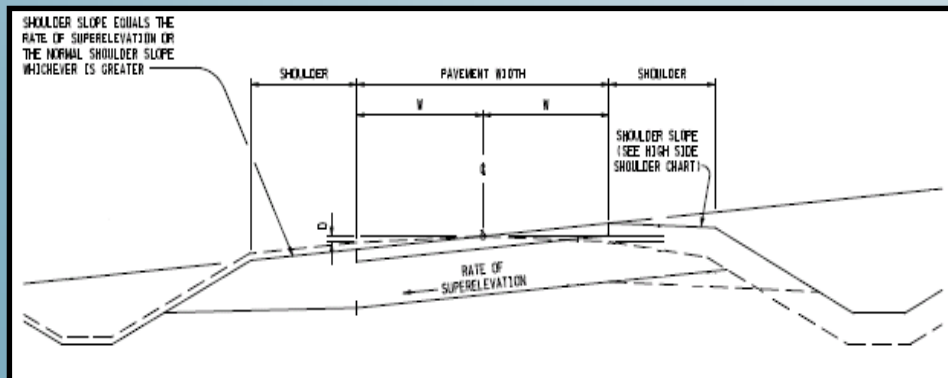 SHOULDER SLOPE EQUALS THE
RATE OF SUPERELEVATION OR
THE NORMAL SHOULDER SLOPE
WHICHEVER IS GREATER
SHOULDER
PAVEMENT WIDTH
SHOULDER
W
W
SHOULDER SLOPE
(SEE HIGH SIDE
SHOULDER CHART)
℄
D
RATE OF
SUPERELEVATION